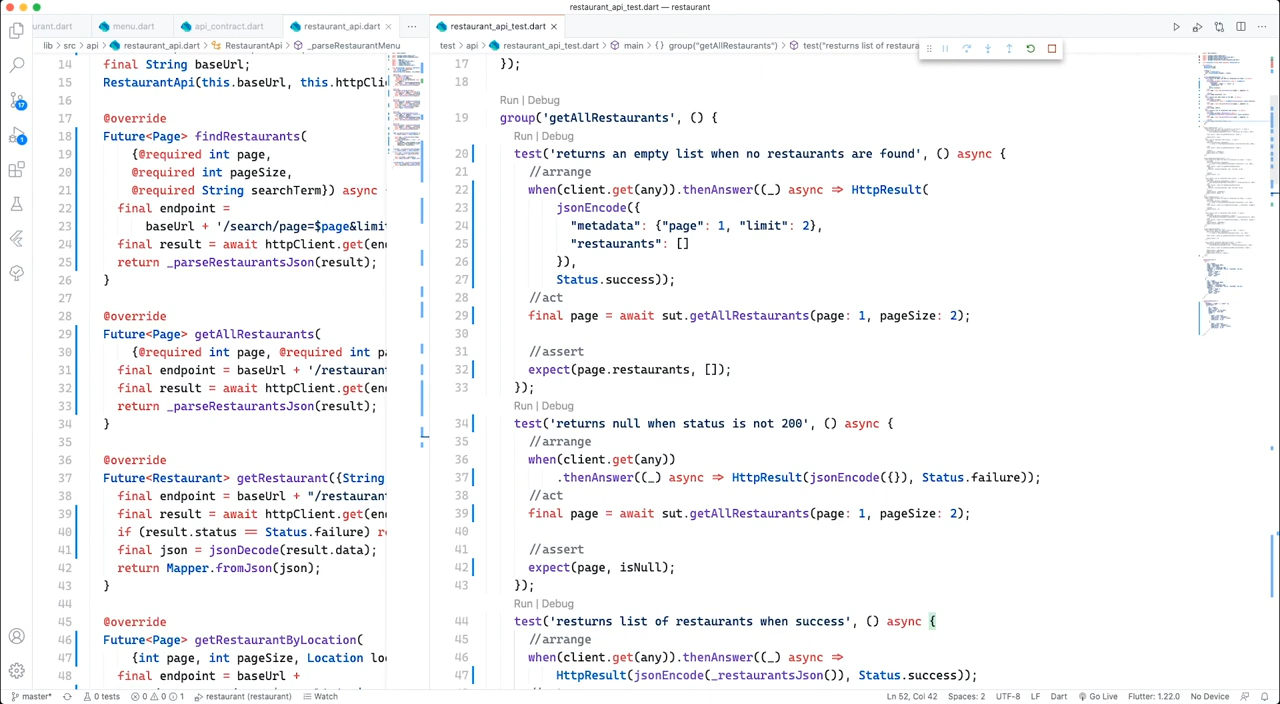 restaurant_api_test.dart — restaurant
urant.dart
menu.dart
api_contract.dart
restaurant_api.dart
restaurant_api_test.dart
lib > src > api > restaurant_api.dart > RestaurantApi > _parseRestaurantMenu
test > api > restaurant_api_test.dart > main > group("getAllRestaurants") > test("resturns list of restaura
14 final String baseUrl;
15 RestaurantApi(this.baseUrl, this.httpClie
16
17 @override
18 Future<Page> findRestaurants(
19 {@required int page,
20 @required int pageSize,
21 @required String searchTerm}) async
22 final endpoint =
23 baseUrl + '/search/page=$page&limi
24 final result = await httpClient.get(en
25 return _parseRestaurantsJson(result);
26 }
27
28 @override
29 Future<Page> getAllRestaurants(
30 {@required int page, @required int pa
31 final endpoint = baseUrl + '/restauran
32 final result = await httpClient.get(en
33 return _parseRestaurantsJson(result);
34 }
35
36 @override
37 Future<Restaurant> getRestaurant({String
38 final endpoint = baseUrl + "/restauran
39 final result = await httpClient.get(en
40 if (result.status == Status.failure) re
41 final json = jsonDecode(result.data);
42 return Mapper.fromJson(json);
43 }
44
45 @override
46 Future<Page> getRestaurantByLocation(
47 {int page, int pageSize, Location lo
48 final endpoint = baseUrl +
17 });
18
Run | Debug
19 group('getAllRestaurants', () {
Run | Debug
20 test('returns an empty list when no restaurants are found', () async {
21 //arrange
22 when(client.get(any)).thenAnswer((_) async => HttpResult(
23 jsonEncode({
24 "metadata": {"page": 1, "limit": 2},
25 "restaurants": []
26 }),
27 Status.success));
28 //act
29 final page = await sut.getAllRestaurants(page: 1, pageSize: 2);
30
31 //assert
32 expect(page.restaurants, []);
33 });
Run | Debug
34 test('returns null when status is not 200', () async {
35 //arrange
36 when(client.get(any))
37 .thenAnswer((_) async => HttpResult(jsonEncode({}), Status.failure));
38 //act
39 final page = await sut.getAllRestaurants(page: 1, pageSize: 2);
40
41 //assert
42 expect(page, isNull);
43 });
Run | Debug
44 test('resturns list of restaurants when success', () async {
45 //arrange
46 when(client.get(any)).thenAnswer((_) async =>
47 HttpResult(jsonEncode(_restaurantsJson()), Status.success));
17
1
master* 0 tests 0 0 1 restaurant (restaurant) Watch
Ln 52, Col 42 Spaces: 2 UTF-8 LF Dart Go Live Flutter: 1.22.0 No Device